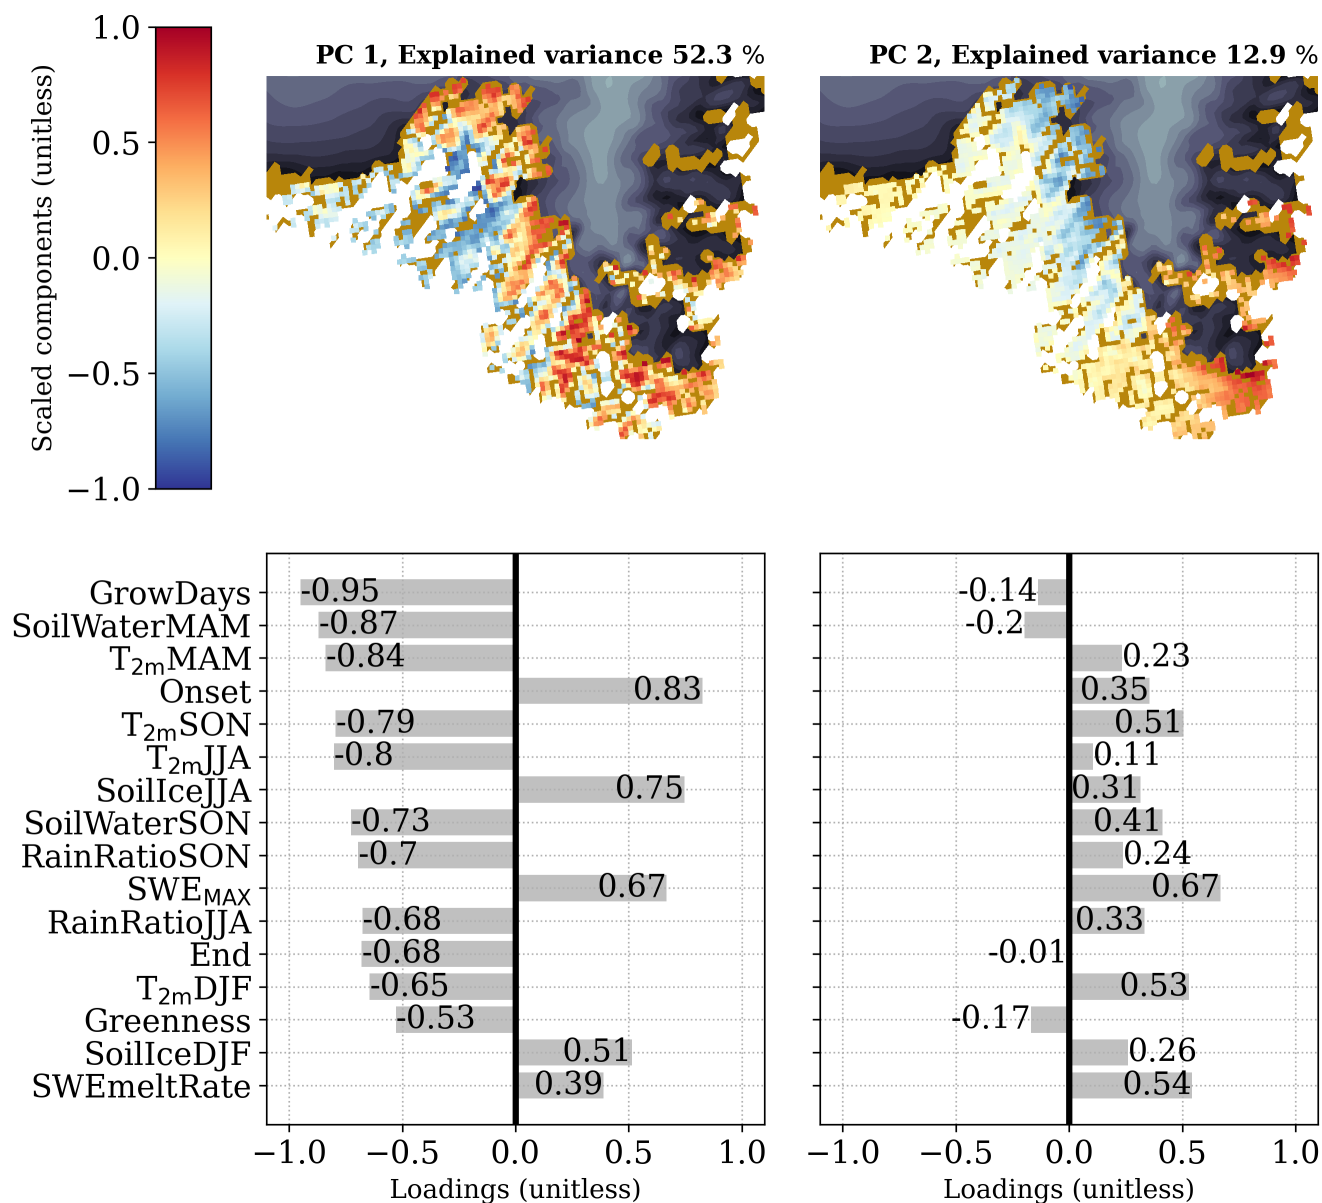 PC 1, Explained variance 52.3 %
PC 2, Explained variance 12.9 %
Scaled components (unitless)
1.0
0.5
0.0
−0.5
−1.0
GrowDays -0.95 -0.14
SoilWaterMAM -0.87 -0.2
T2mMAM -0.84 0.23
Onset 0.83 0.35
T2mSON -0.79 0.51
T2mJJA -0.8 0.11
SoilIceJJA 0.75 0.31
SoilWaterSON -0.73 0.41
RainRatioSON -0.7 0.24
SWEMAX 0.67 0.67
RainRatioJJA -0.68 0.33
End -0.68 -0.01
T2mDJF -0.65 0.53
Greenness -0.53 -0.17
SoilIceDJF 0.51 0.26
SWEmeltRate 0.39 0.54
−1.0 −0.5 0.0 0.5 1.0
−1.0 −0.5 0.0 0.5 1.0
Loadings (unitless)
Loadings (unitless)